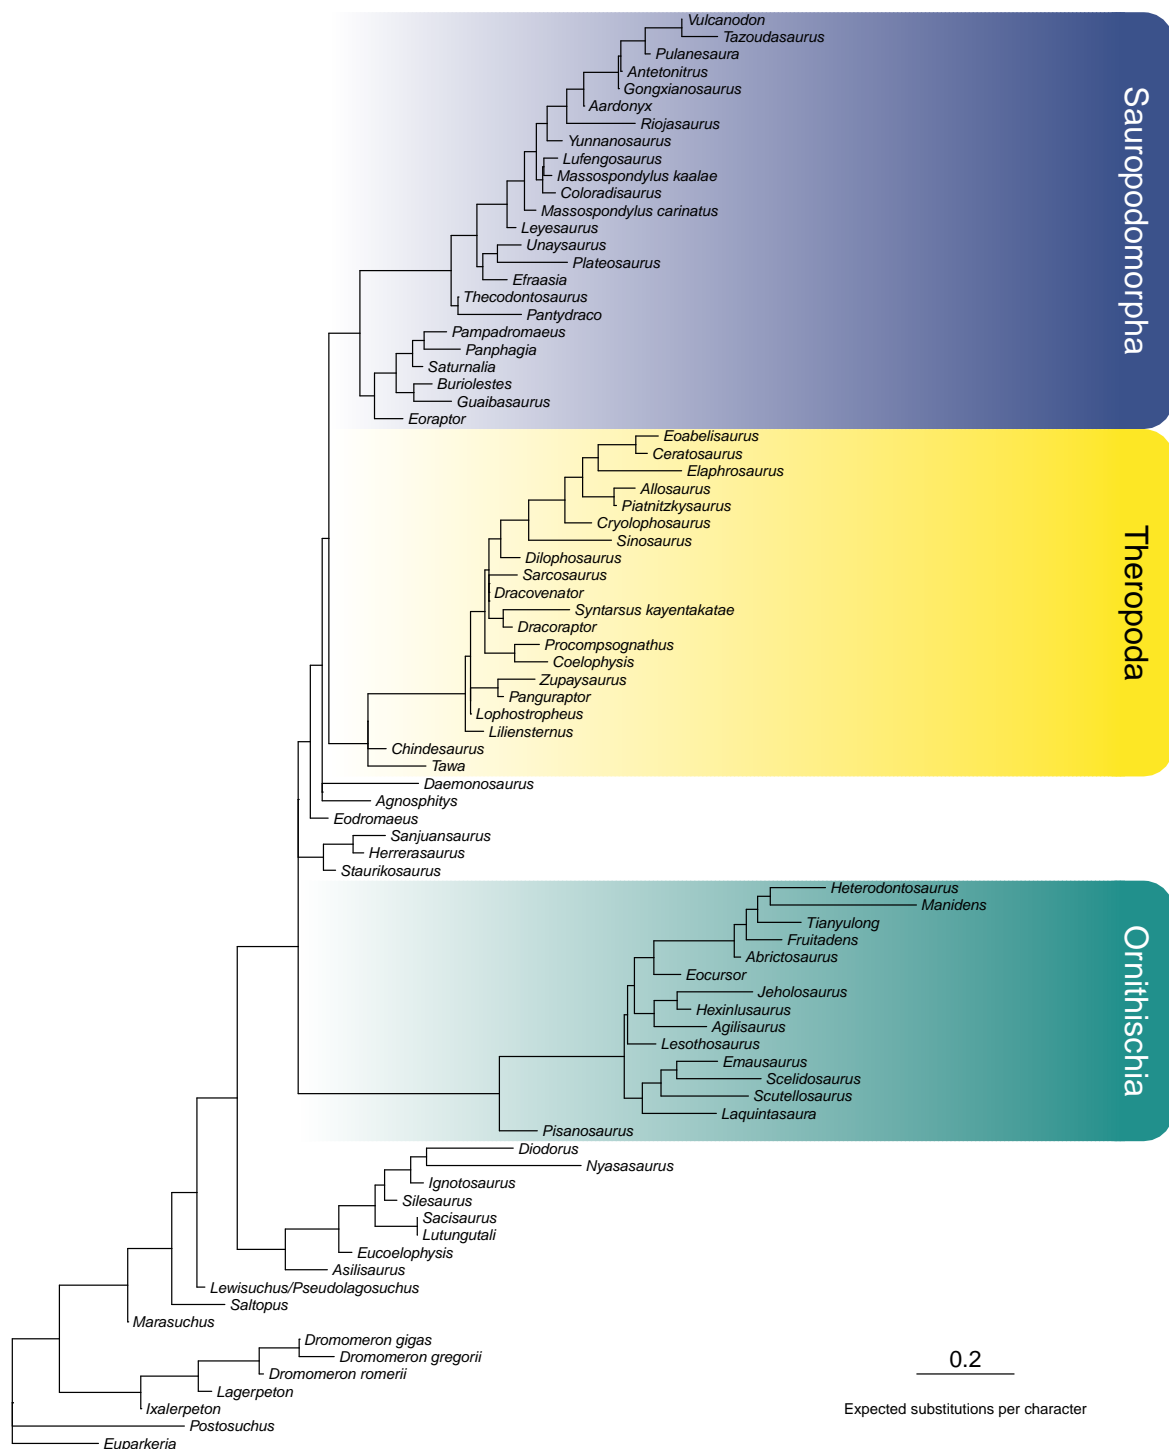 Vulcanodon
Tazoudasaurus
Pulanesaura
Antetonitrus
Gongxianosaurus
Aardonyx
Riojasaurus
Yunnanosaurus
Lufengosaurus
Massospondylus kaalae
Coloradisaurus
Massospondylus carinatus
Leyesaurus
Unaysaurus
Plateosaurus
Efraasia
Thecodontosaurus
Pantydraco
Pampadromaeus
Panphagia
Saturnalia
Buriolestes
Guaibasaurus
Eoraptor
Sauropodomorpha
Eoabelisaurus
Ceratosaurus
Elaphrosaurus
Allosaurus
Piatnitzkysaurus
Cryolophosaurus
Sinosaurus
Dilophosaurus
Sarcosaurus
Dracovenator
Syntarsus kayentakatae
Dracoraptor
Procompsognathus
Coelophysis
Zupaysaurus
Panguraptor
Lophostropheus
Liliensternus
Chindesaurus
Tawa
Theropoda
Daemonosaurus
Agnosphitys
Eodromaeus
Sanjuansaurus
Herrerasaurus
Staurikosaurus
Heterodontosaurus
Manidens
Tianyulong
Fruitadens
Abrictosaurus
Eocursor
Jeholosaurus
Hexinlusaurus
Agilisaurus
Lesothosaurus
Emausaurus
Scelidosaurus
Scutellosaurus
Laquintasaura
Pisanosaurus
Ornithischia
Diodorus
Nyasasaurus
Ignotosaurus
Silesaurus
Sacisaurus
Lutungutali
Eucoelophysis
Asilisaurus
Lewisuchus/Pseudolagosuchus
Saltopus
Marasuchus
Dromomeron gigas
Dromomeron gregorii
Dromomeron romerii
Lagerpeton
Ixalerpeton
Postosuchus
Euparkeria
0.2
Expected substitutions per character